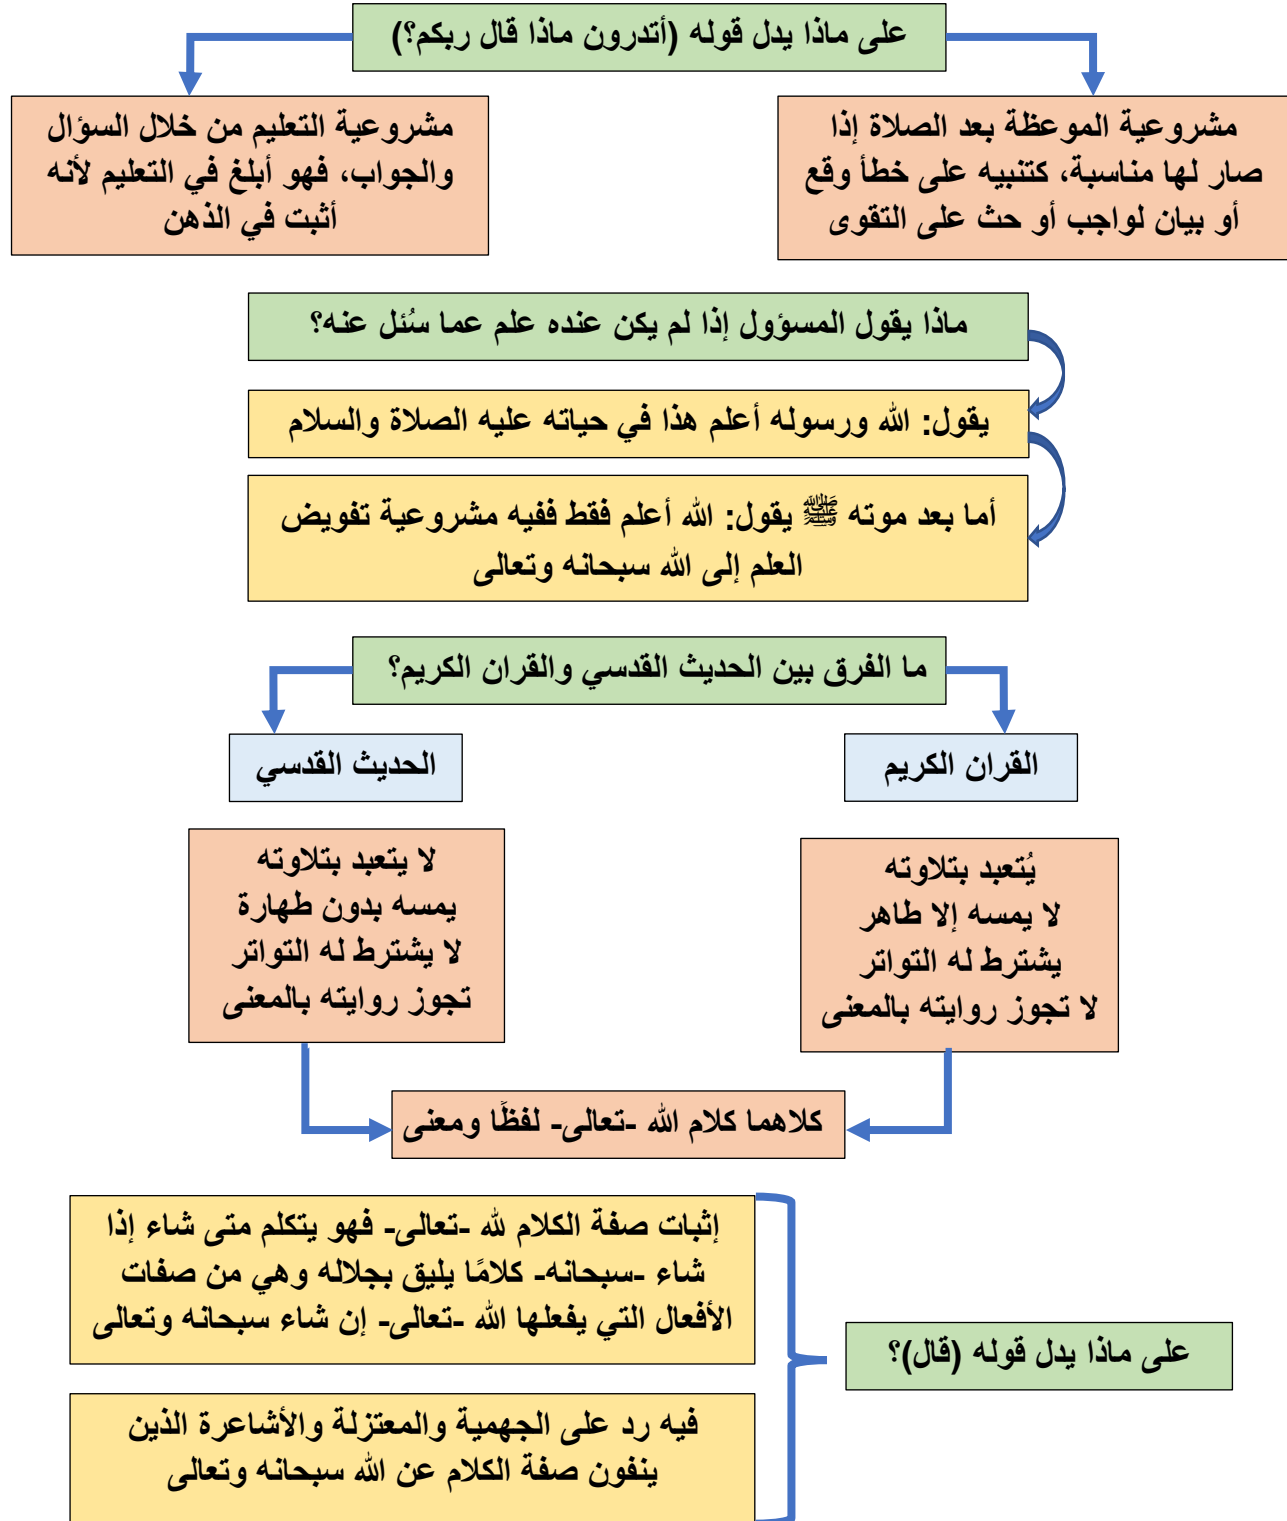 على ماذا يدل قوله (أتدرون ماذا قال ربكم؟)
مشروعية الموعظة بعد الصلاة إذا
صار لها مناسبة، كتنبيه على خطأ وقع
أو بيان لواجب أو حث على التقوى
مشروعية التعليم من خلال السؤال
والجواب، فهو أبلغ في التعليم لأنه
أثبت في الذهن
ماذا يقول المسؤول إذا لم يكن عنده علم عما سُئل عنه؟
يقول: الله ورسوله أعلم هذا في حياته عليه الصلاة والسلام
أما بعد موته ﷺ يقول: الله أعلم فقط ففيه مشروعية تفويض
العلم إلى الله سبحانه وتعالى
ما الفرق بين الحديث القدسي والقران الكريم؟
القران الكريم
يُتعبد بتلاوته
لا يمسه إلا طاهر
يشترط له التواتر
لا تجوز روايته بالمعنى
الحديث القدسي
لا يتعبد بتلاوته
يمسه بدون طهارة
لا يشترط له التواتر
تجوز روايته بالمعنى
كلاهما كلام الله -تعالى- لفظًا ومعنى
على ماذا يدل قوله (قال)؟
إثبات صفة الكلام لله -تعالى- فهو يتكلم متى شاء إذا
شاء -سبحانه- كلامًا يليق بجلاله وهي من صفات
الأفعال التي يفعلها الله -تعالى- إن شاء سبحانه وتعالى
فيه رد على الجهمية والمعتزلة والأشاعرة الذين
ينفون صفة الكلام عن الله سبحانه وتعالى